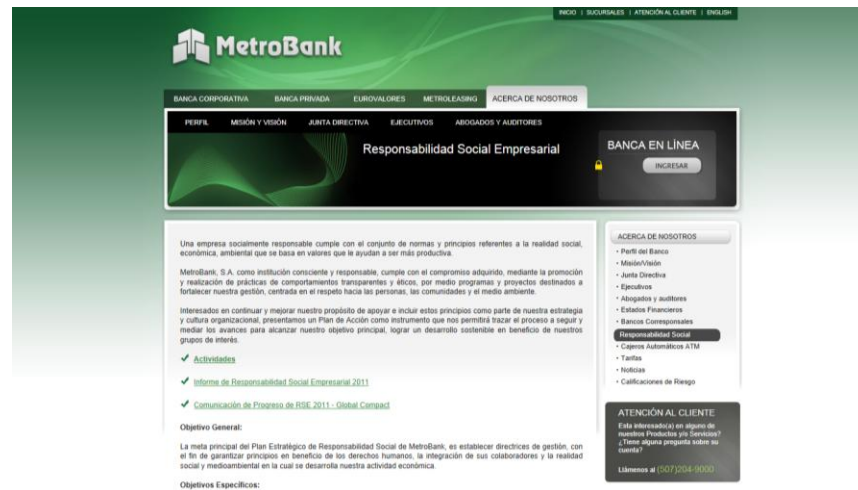 INICIO | SUCURSALES | ATENCIÓN AL CLIENTE | ENGLISH
MetroBank
BANCA CORPORATIVA BANCA PRIVADA EUROVALORES METROLEASING ACERCA DE NOSOTROS
PERFIL MISIÓN Y VISIÓN JUNTA DIRECTIVA EJECUTIVOS ABOGADOS Y AUDITORES
Responsabilidad Social Empresarial
BANCA EN LÍNEA
INGRESAR
Una empresa socialmente responsable cumple con el conjunto de normas y principios referentes a la realidad social,
económica, ambiental que se basa en valores que le ayudan a ser más productiva.
MetroBank, S.A. como institución consciente y responsable, cumple con el compromiso adquirido, mediante la promoción
y realización de prácticas de comportamientos transparentes y éticos, por medio programas y proyectos destinados a
fortalecer nuestra gestión, centrada en el respeto hacia las personas, las comunidades y el medio ambiente.
Interesados en continuar y mejorar nuestro propósito de apoyar e incluir estos principios como parte de nuestra estrategia
y cultura organizacional, presentamos un Plan de Acción como instrumento que nos permitirá trazar el proceso a seguir y
mediar los avances para alcanzar nuestro objetivo principal, lograr un desarrollo sostenible en beneficio de nuestros
grupos de interés.
Actividades
Informe de Responsabilidad Social Empresarial 2011
Comunicación de Progreso de RSE 2011 - Global Compact
Objetivo General:
La meta principal del Plan Estratégico de Responsabilidad Social de MetroBank, es establecer directrices de gestión, con
el fin de garantizar principios en beneficio de los derechos humanos, la integración de sus colaboradores y la realidad
social y medioambiental en la cual se desarrolla nuestra actividad económica.
Objetivos Específicos:
ACERCA DE NOSOTROS
• Perfil del Banco
• Misión/Visión
• Junta Directiva
• Ejecutivos
• Abogados y auditores
• Estados Financieros
• Bancos Corresponsales
Responsabilidad Social
• Cajeros Automáticos ATM
• Tarifas
• Noticias
• Calificaciones de Riesgo
ATENCIÓN AL CLIENTE
Esta interesado(a) en alguno de
nuestros Productos y/o Servicios?
¿Tiene alguna pregunta sobre su
cuenta?
Llámenos al (507)204-9000